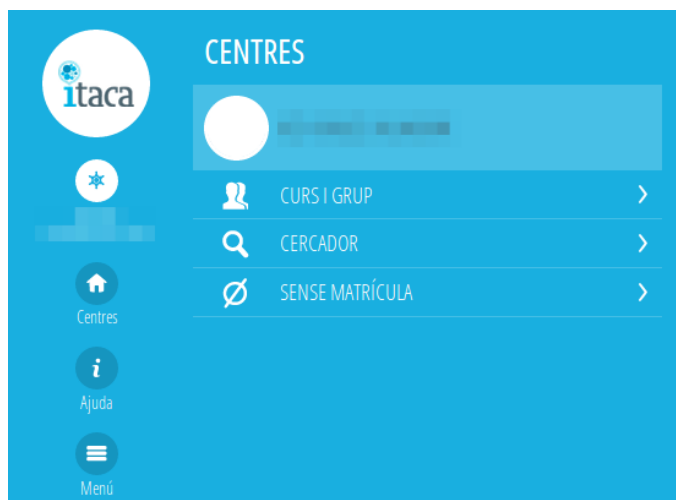 itaca
CENTRES
CURS I GRUP
CERCADOR
SENSE MATRÍCULA
Centres
Ajuda
Menú